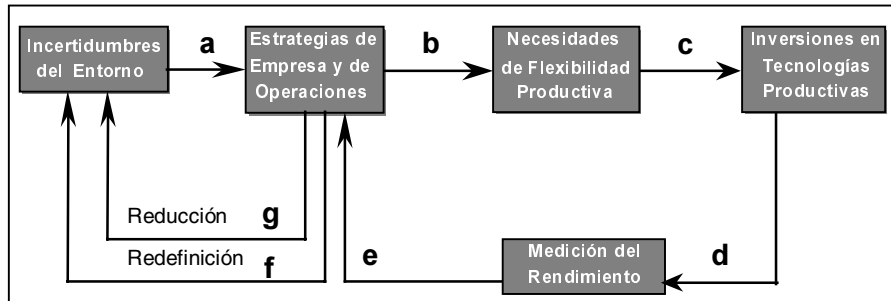 Incertidumbres
del Entorno
a
Estrategias de
Empresa y de
Operaciones
b
Necesidades
de Flexibilidad
Productiva
c
Inversiones en
Tecnologías
Productivas
Reducción g
Redefinición f
e
Medición del
Rendimiento
d